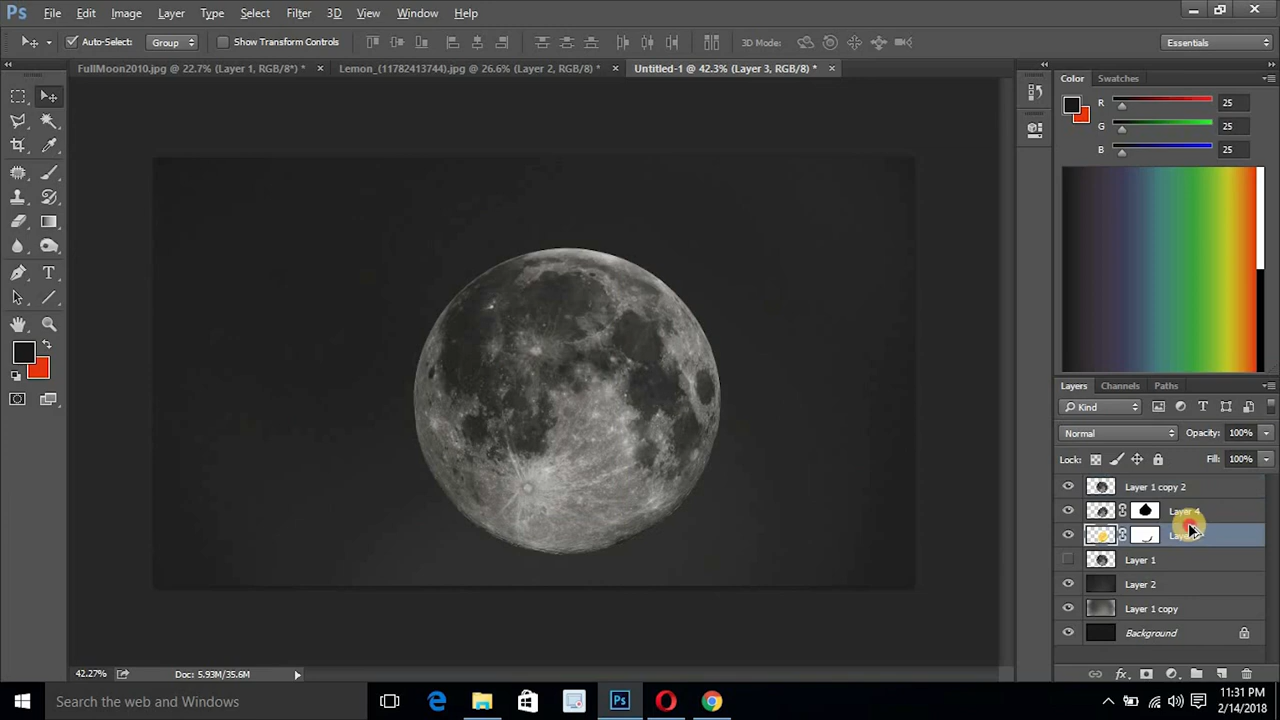 Ps File Edit Image Layer Type Select Filter 3D View Window Help
Auto-Select: Group Show Transform Controls 3D Mode: Essentials
FullMoon2010.jpg @ 22.7% (Layer 1, RGB/8*) * × Lemon_(11782413744).jpg @ 26.6% (Layer 2, RGB/8) * × Untitled-1 @ 42.3% (Layer 3, RGB/8) * ×
Color Swatches
R 25
G 25
B 25
Layers Channels Paths
Kind
Normal Opacity: 100%
Lock: Fill: 100%
Layer 1 copy 2
Layer 4
Layer 1
Layer 2
Layer 1 copy
Background
42.27% Doc: 5.93M/35.6M
Search the web and Windows
Ps
11:31 PM
2/14/2018